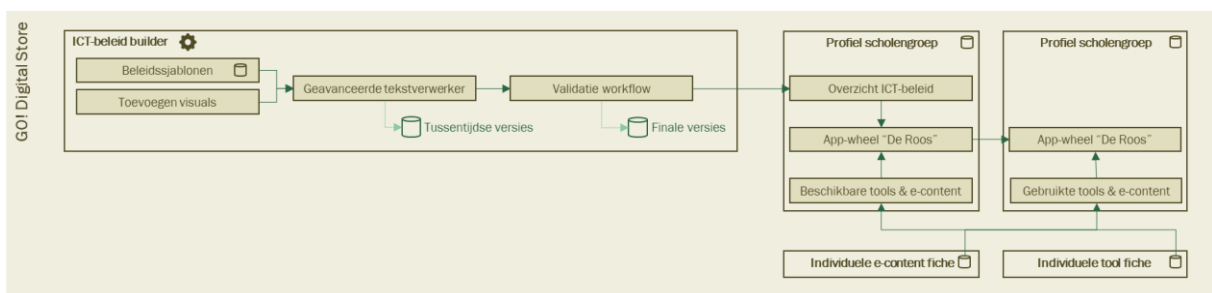 GO! Digital Store
ICT-beleid builder
Beleidssjablonen
Toevoegen visuals
Geavanceerde tekstverwerker
Validatie workflow
Tussentijdse versies
Finale versies
Profiel scholengroep
Overzicht ICT-beleid
App-wheel “De Roos”
Beschikbare tools & e-content
Profiel scholengroep
App-wheel “De Roos”
Gebruikte tools & e-content
Individuele e-content fiche
Individuele tool fiche